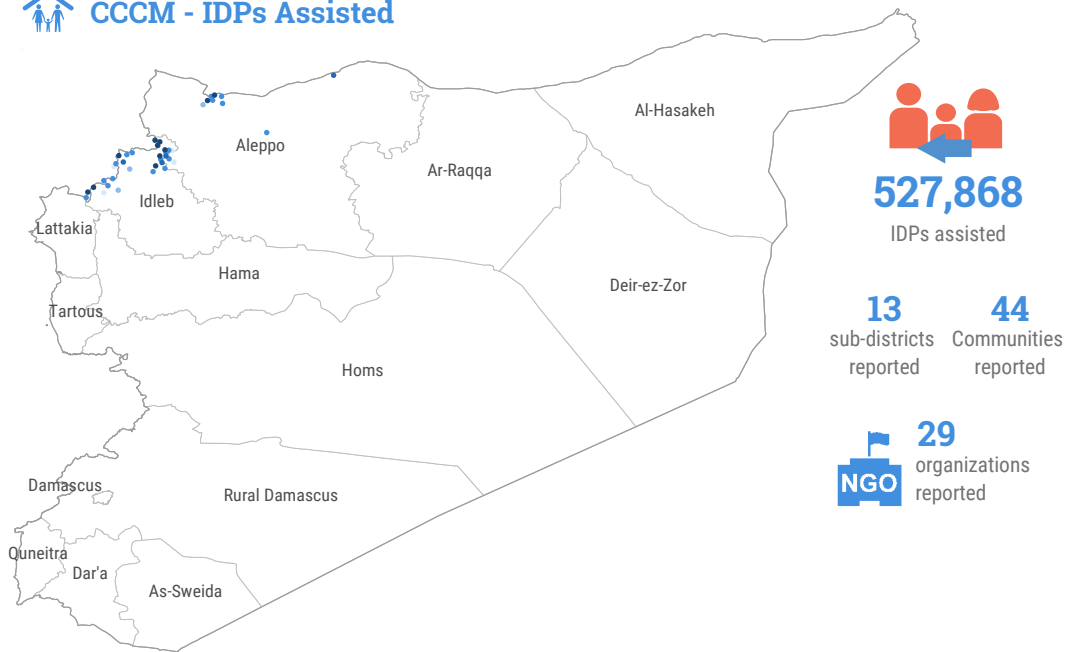 CCCM - IDPs Assisted
Al-Hasakeh
Aleppo
Ar-Raqqa
Idleb
Lattakia
Hama
Deir-ez-Zor
Tartous
Homs
Damascus
Rural Damascus
Quneitra
Dar'a
As-Sweida
527,868
IDPs assisted
13
sub-districts
reported
44
Communities
reported
NGO
29
organizations
reported